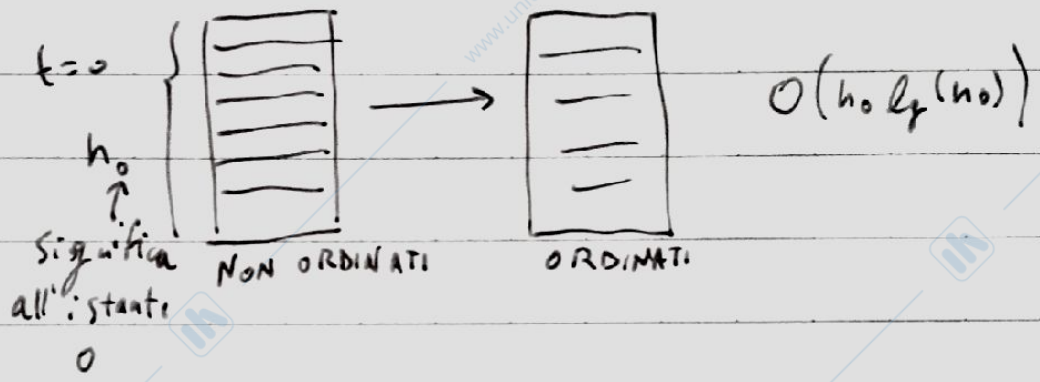 t=0
n₀
O(n₀ lg(n₀))
significa
all'istante
0
NON ORDINATI
ORDINATI